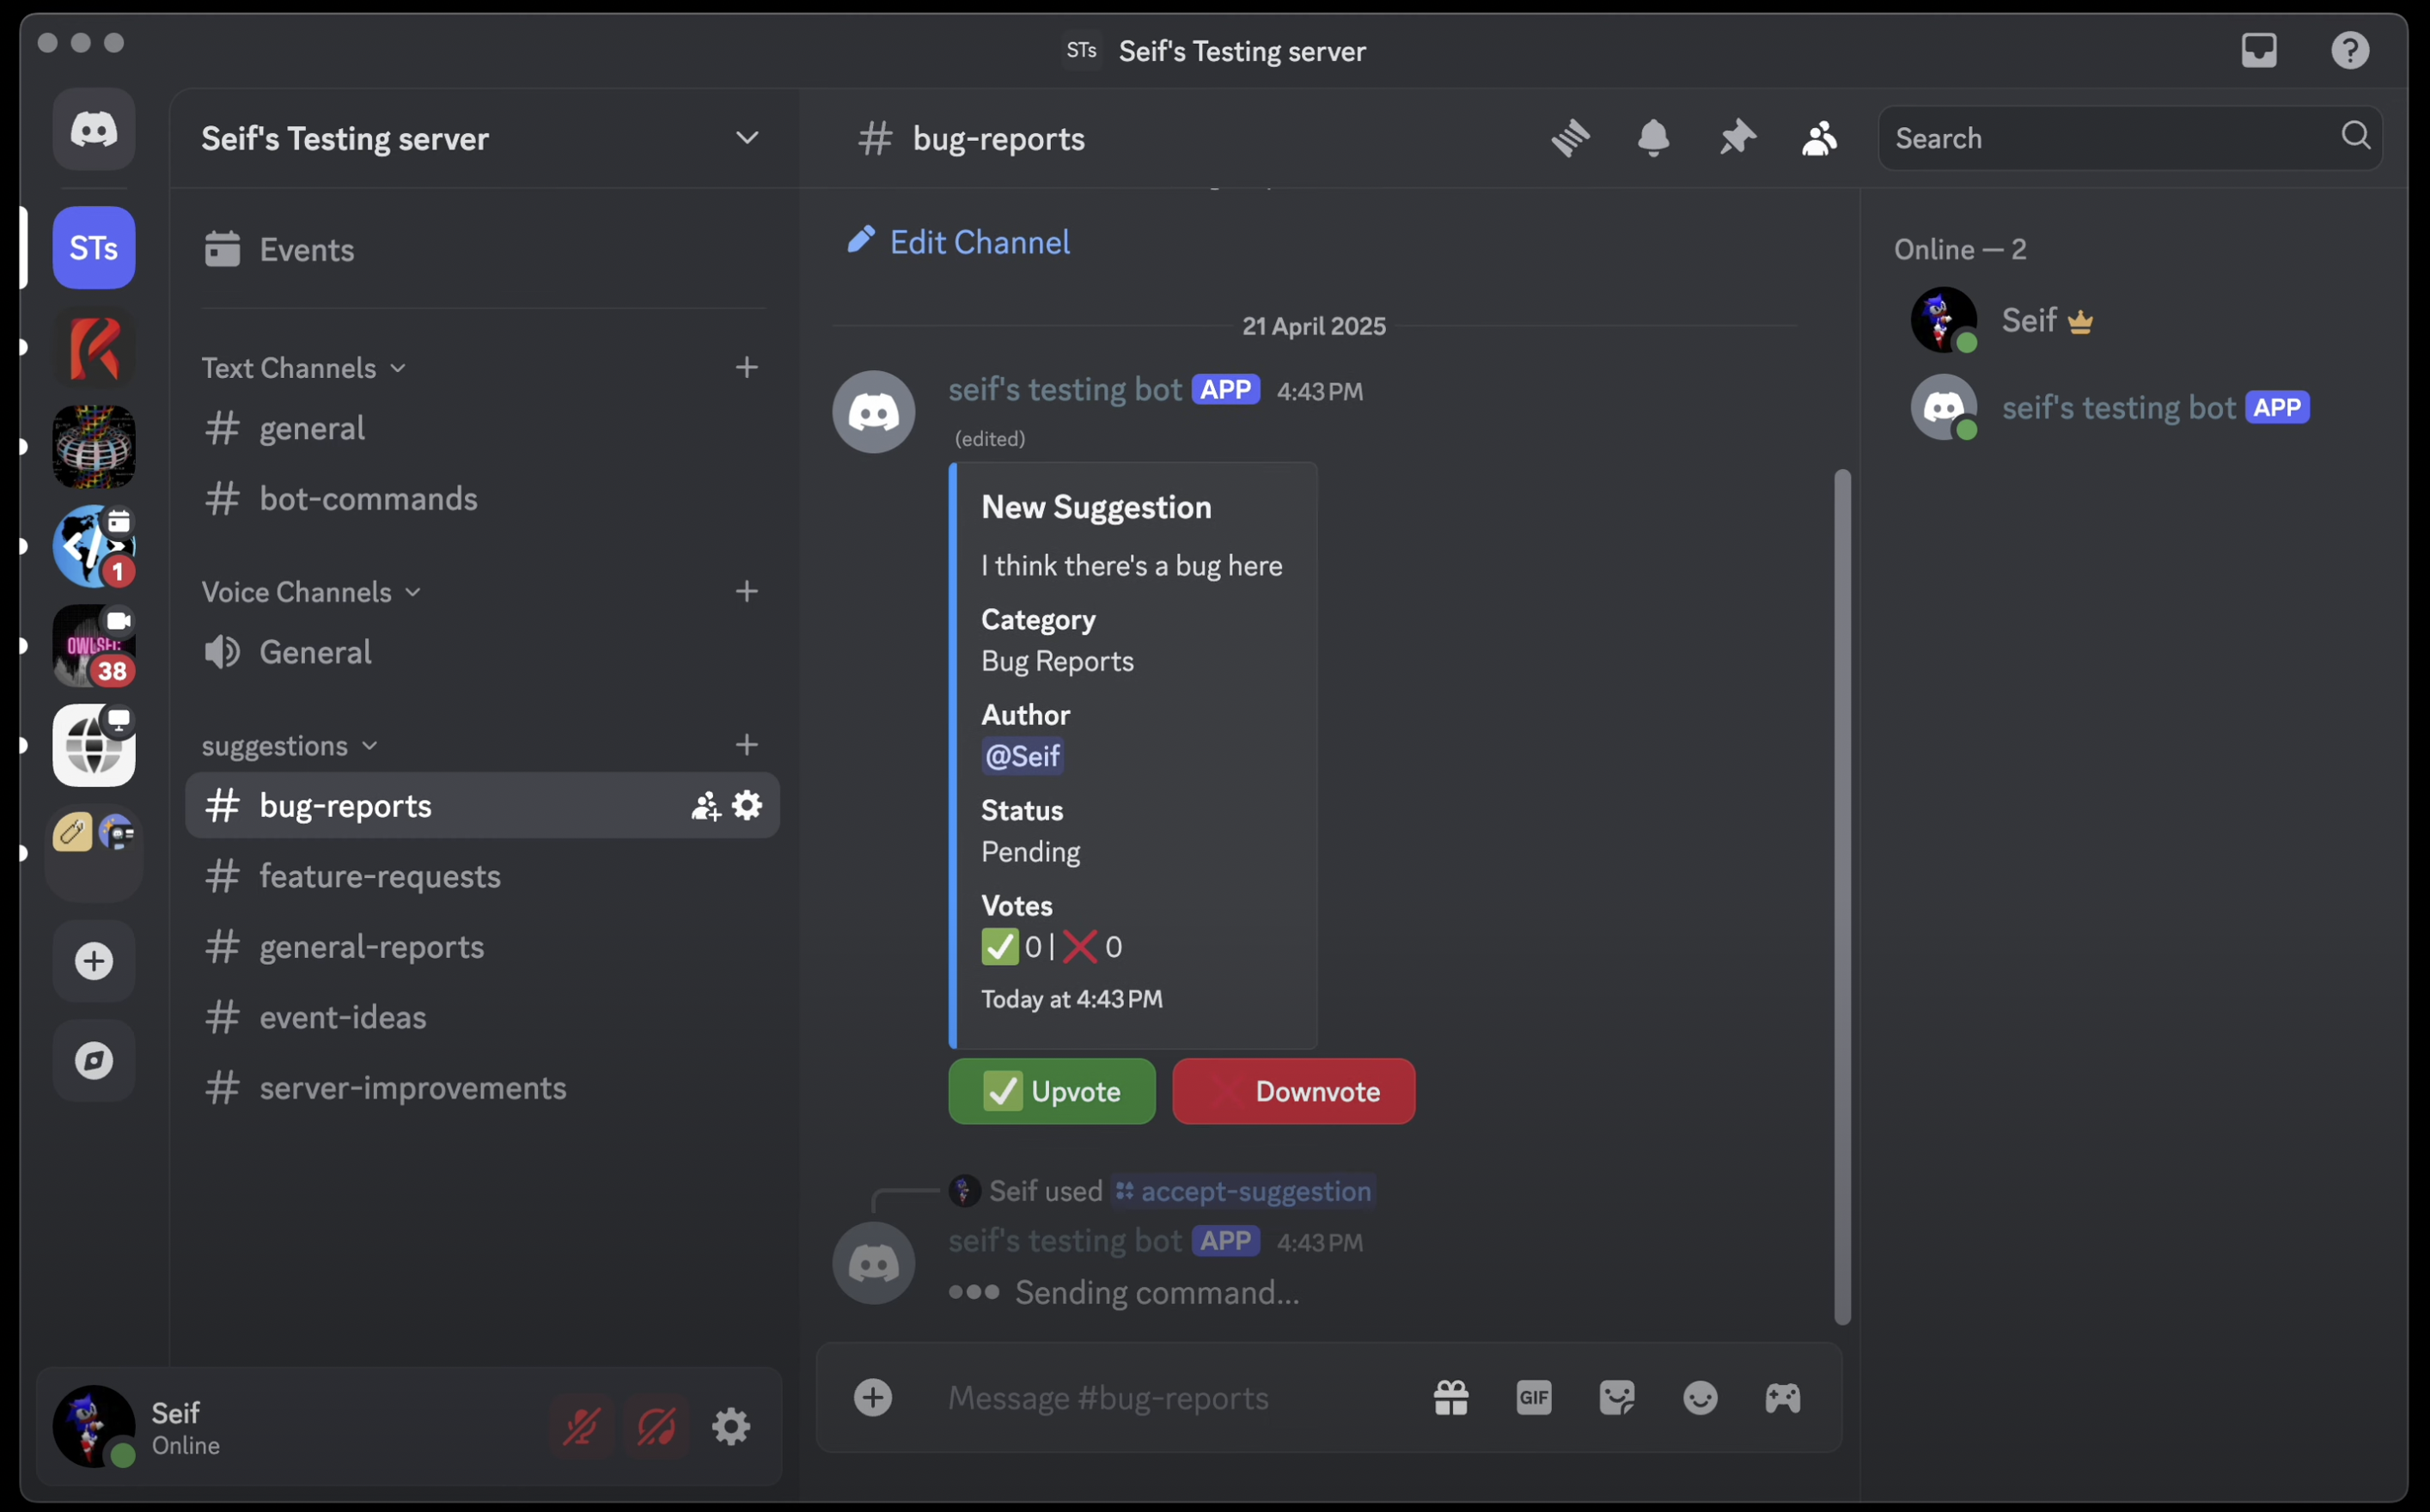 STs Seif's Testing server
STs
1
OWLSEC
38
Seif's Testing server
Events
Text Channels
general
bot-commands
Voice Channels
General
suggestions
bug-reports
feature-requests
general-reports
event-ideas
server-improvements
Seif
Online
# bug-reports
Search
Edit Channel
21 April 2025
seif's testing bot APP 4:43 PM
(edited)
New Suggestion
I think there's a bug here
Category
Bug Reports
Author
@Seif
Status
Pending
Votes
✅ 0 | ❌ 0
Today at 4:43 PM
✅ Upvote
Downvote
Seif used accept-suggestion
seif's testing bot APP 4:43 PM
Sending command...
Message #bug-reports
GIF
Online — 2
Seif
seif's testing bot APP